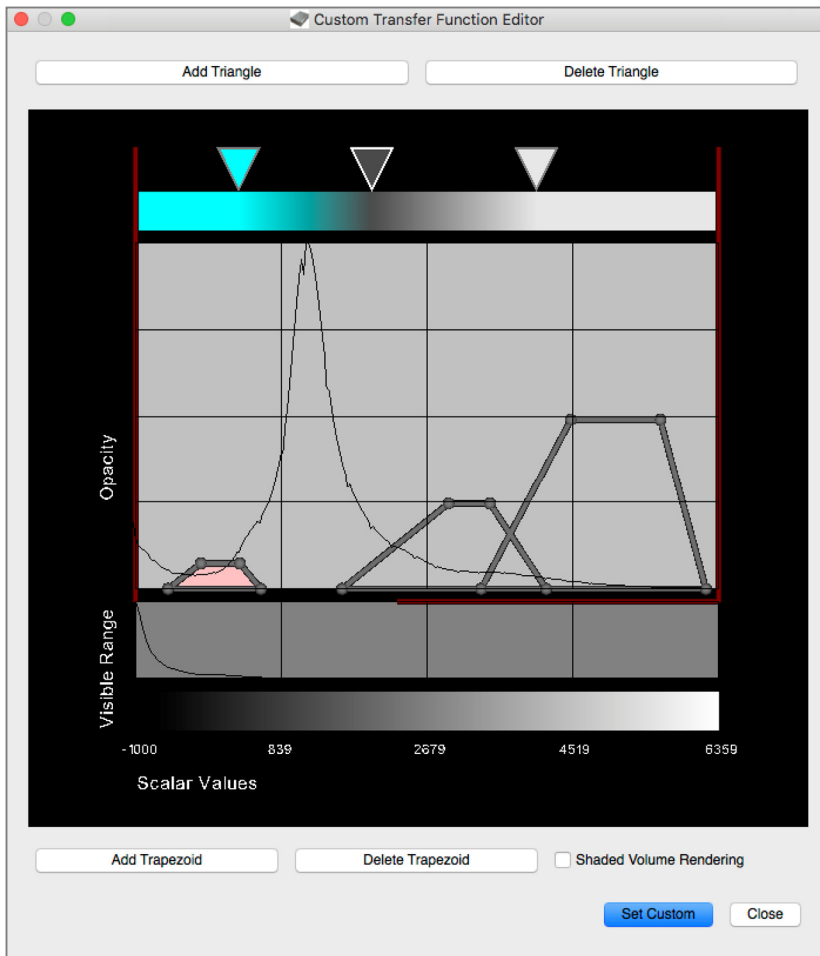 Custom Transfer Function Editor
Add Triangle
Delete Triangle
Opacity
Visible Range
-1000
839
2679
4519
6359
Scalar Values
Add Trapezoid
Delete Trapezoid
Shaded Volume Rendering
Set Custom
Close